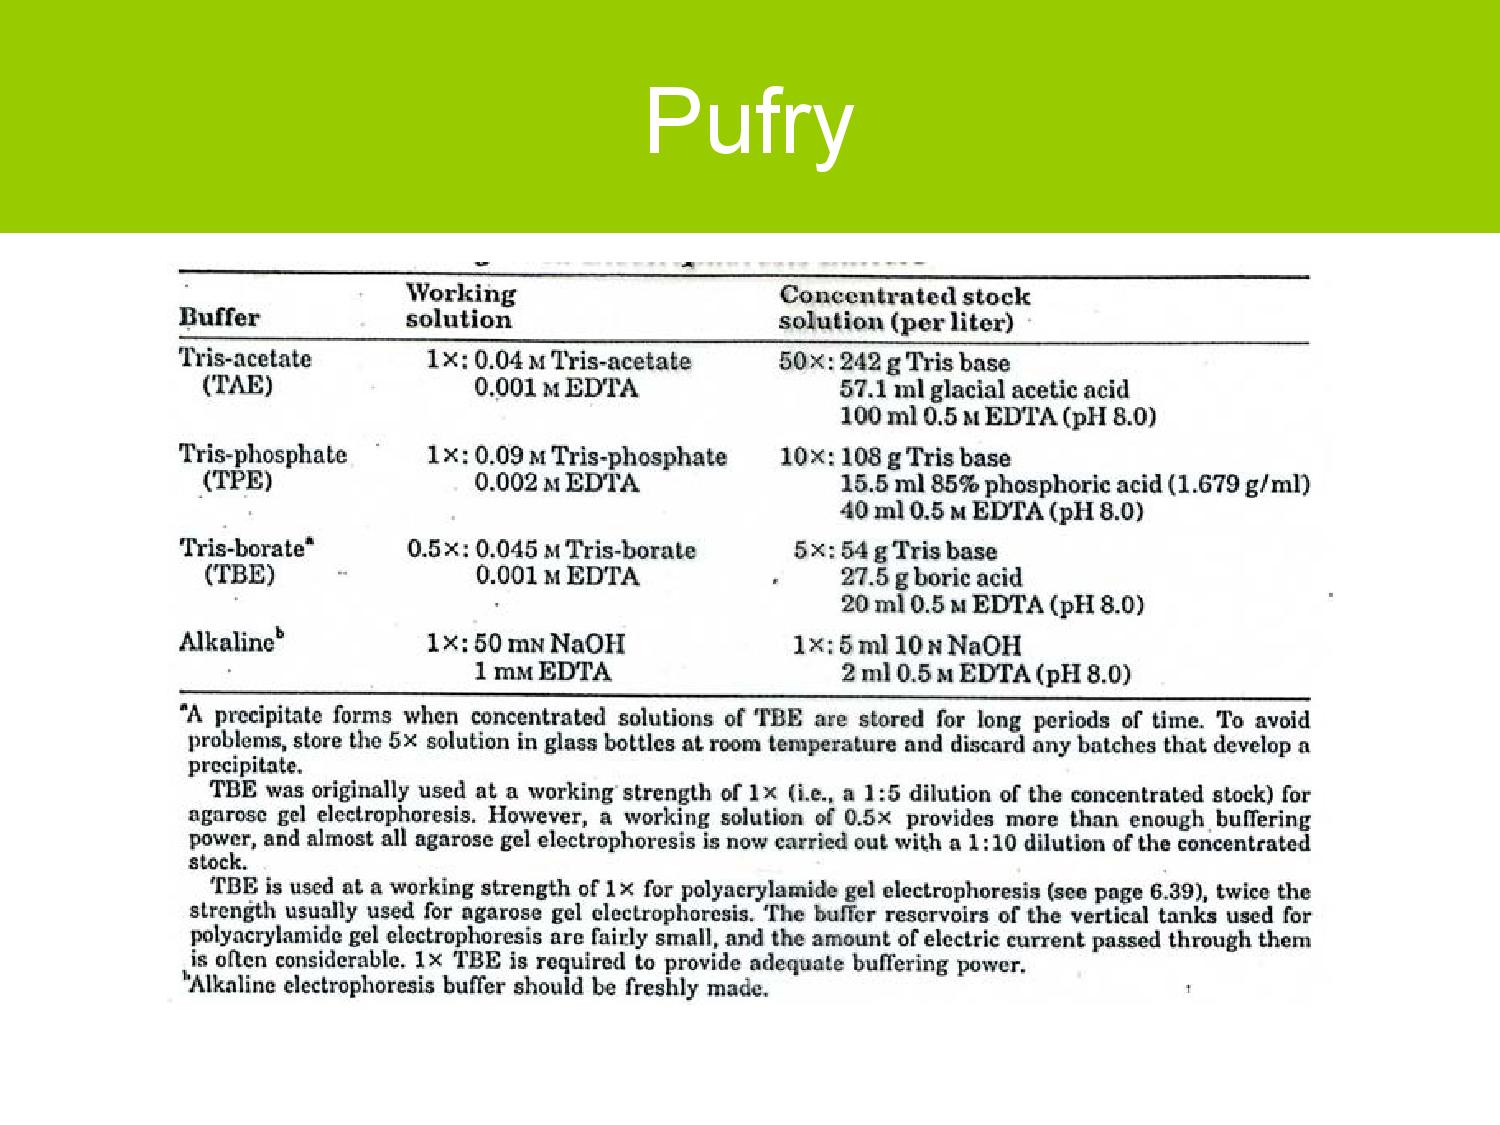 Pufry
Buffer Working solution Concentrated stock solution (per liter)
Tris-acetate 1×: 0.04 M Tris-acetate 50×: 242 g Tris base
(TAE) 0.001 M EDTA 57.1 ml glacial acetic acid
100 ml 0.5 M EDTA (pH 8.0)
Tris-phosphate 1×: 0.09 M Tris-phosphate 10×: 108 g Tris base
(TPE) 0.002 M EDTA 15.5 ml 85% phosphoric acid (1.679 g/ml)
40 ml 0.5 M EDTA (pH 8.0)
Tris-borateᵃ 0.5×: 0.045 M Tris-borate 5×: 54 g Tris base
(TBE) 0.001 M EDTA 27.5 g boric acid
20 ml 0.5 M EDTA (pH 8.0)
Alkalineᵇ 1×: 50 mN NaOH 1×: 5 ml 10 N NaOH
1 mM EDTA 2 ml 0.5 M EDTA (pH 8.0)
ᵃA precipitate forms when concentrated solutions of TBE are stored for long periods of time. To avoid
problems, store the 5× solution in glass bottles at room temperature and discard any batches that develop a
precipitate.
TBE was originally used at a working strength of 1× (i.e., a 1:5 dilution of the concentrated stock) for
agarose gel electrophoresis. However, a working solution of 0.5× provides more than enough buffering
power, and almost all agarose gel electrophoresis is now carried out with a 1:10 dilution of the concentrated
stock.
TBE is used at a working strength of 1× for polyacrylamide gel electrophoresis (see page 6.39), twice the
strength usually used for agarose gel electrophoresis. The buffer reservoirs of the vertical tanks used for
polyacrylamide gel electrophoresis are fairly small, and the amount of electric current passed through them
is often considerable. 1× TBE is required to provide adequate buffering power.
ᵇAlkaline electrophoresis buffer should be freshly made.